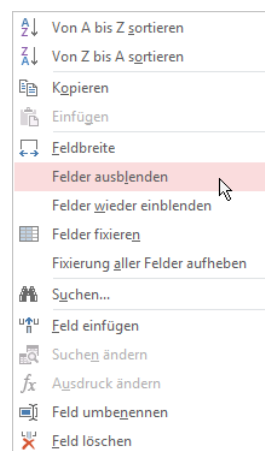 Von A bis Z sortieren
Von Z bis A sortieren
Kopieren
Einfügen
Feldbreite
Felder ausblenden
Felder wieder einblenden
Felder fixieren
Fixierung aller Felder aufheben
Suchen...
Feld einfügen
Suchen ändern
Ausdruck ändern
Feld umbenennen
Feld löschen